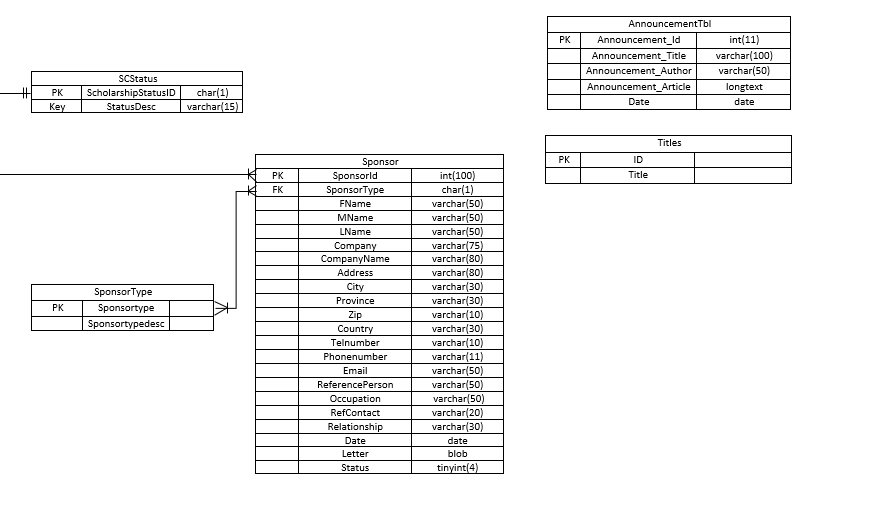 AnnouncementTbl
PK Announcement_Id int(11)
Announcement_Title varchar(100)
Announcement_Author varchar(50)
Announcement_Article longtext
Date date
SCStatus
PK ScholarshipStatusID char(1)
Key StatusDesc varchar(15)
Titles
PK ID
Title
Sponsor
PK SponsorId int(100)
FK SponsorType char(1)
FName varchar(50)
MName varchar(50)
LName varchar(50)
Company varchar(75)
CompanyName varchar(80)
Address varchar(80)
City varchar(30)
Province varchar(30)
Zip varchar(10)
Country varchar(30)
Telnumber varchar(10)
Phonenumber varchar(11)
Email varchar(50)
ReferencePerson varchar(50)
Occupation varchar(50)
RefContact varchar(20)
Relationship varchar(30)
Date date
Letter blob
Status tinyint(4)
SponsorType
PK Sponsortype
Sponsortypedesc